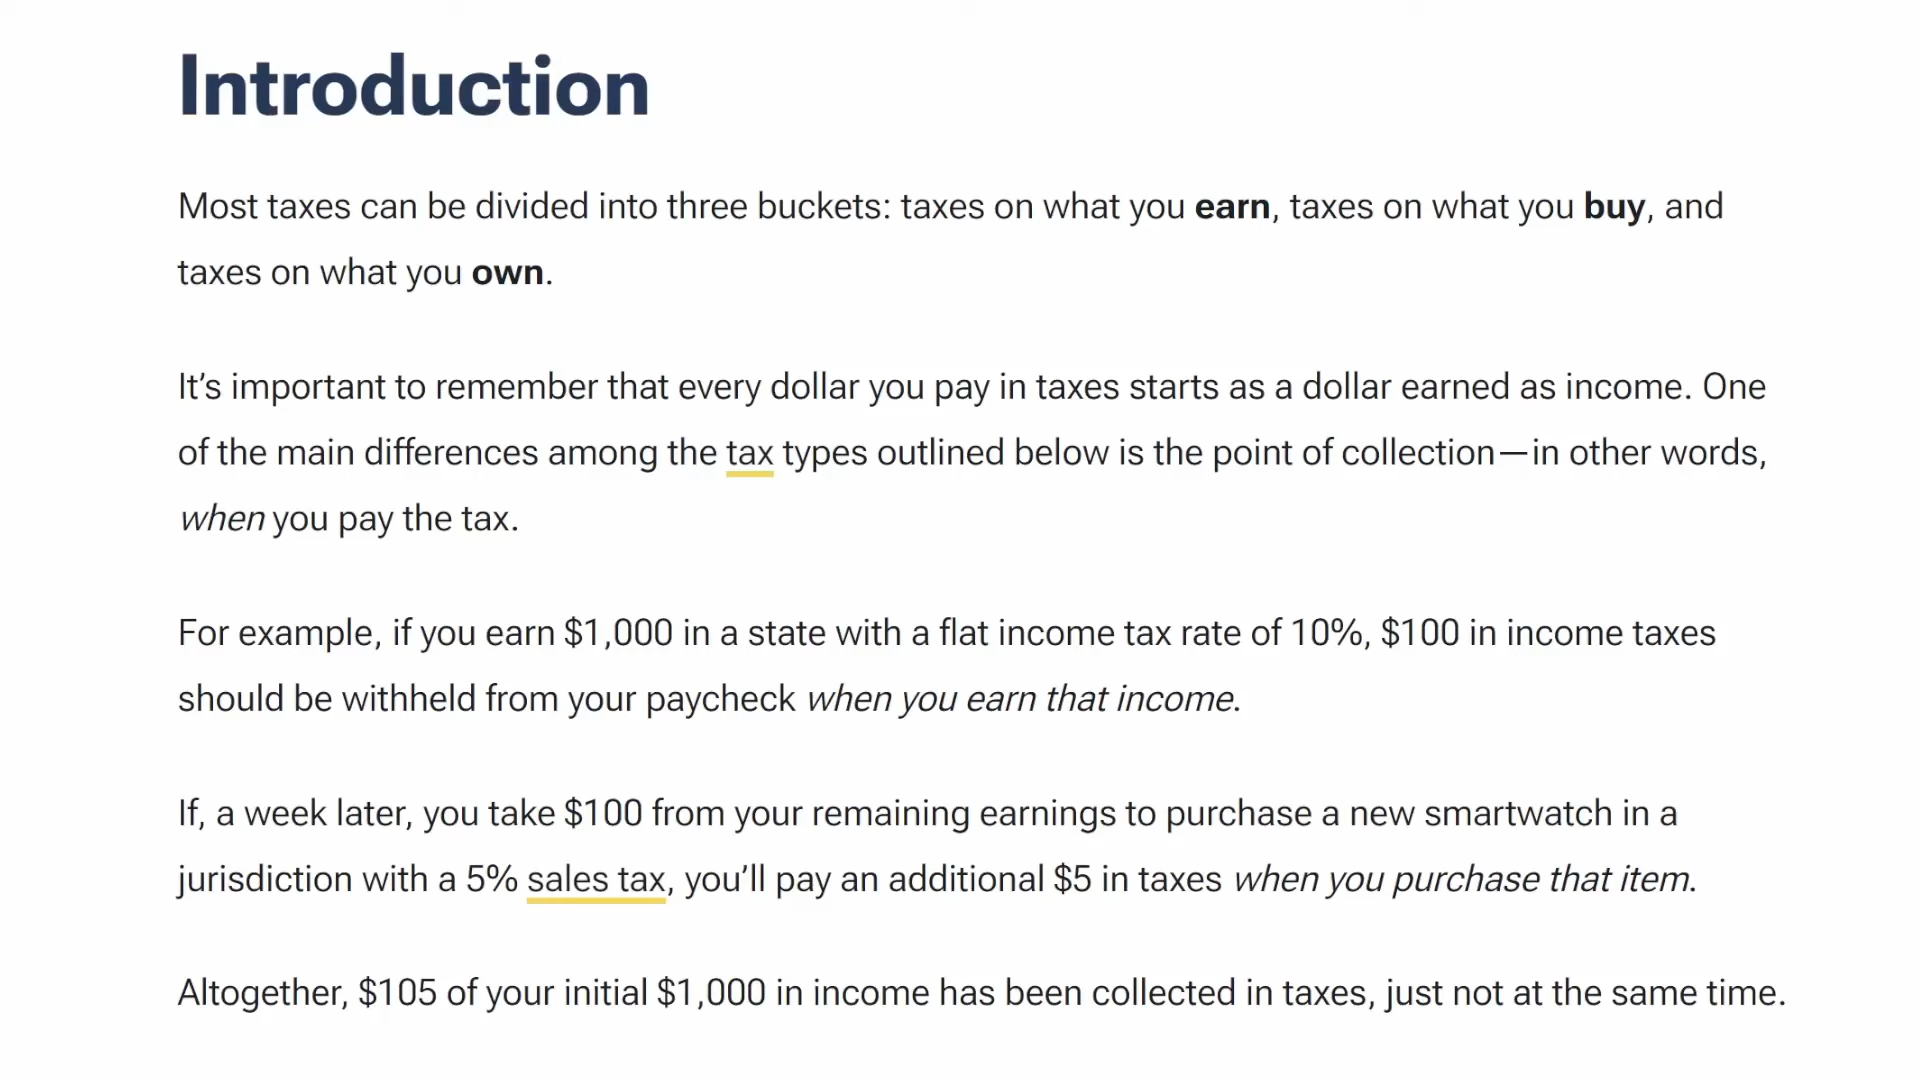 Introduction
Most taxes can be divided into three buckets: taxes on what you earn, taxes on what you buy, and
taxes on what you own.
It’s important to remember that every dollar you pay in taxes starts as a dollar earned as income. One
of the main differences among the tax types outlined below is the point of collection—in other words,
when you pay the tax.
For example, if you earn $1,000 in a state with a flat income tax rate of 10%, $100 in income taxes
should be withheld from your paycheck when you earn that income.
If, a week later, you take $100 from your remaining earnings to purchase a new smartwatch in a
jurisdiction with a 5% sales tax, you’ll pay an additional $5 in taxes when you purchase that item.
Altogether, $105 of your initial $1,000 in income has been collected in taxes, just not at the same time.